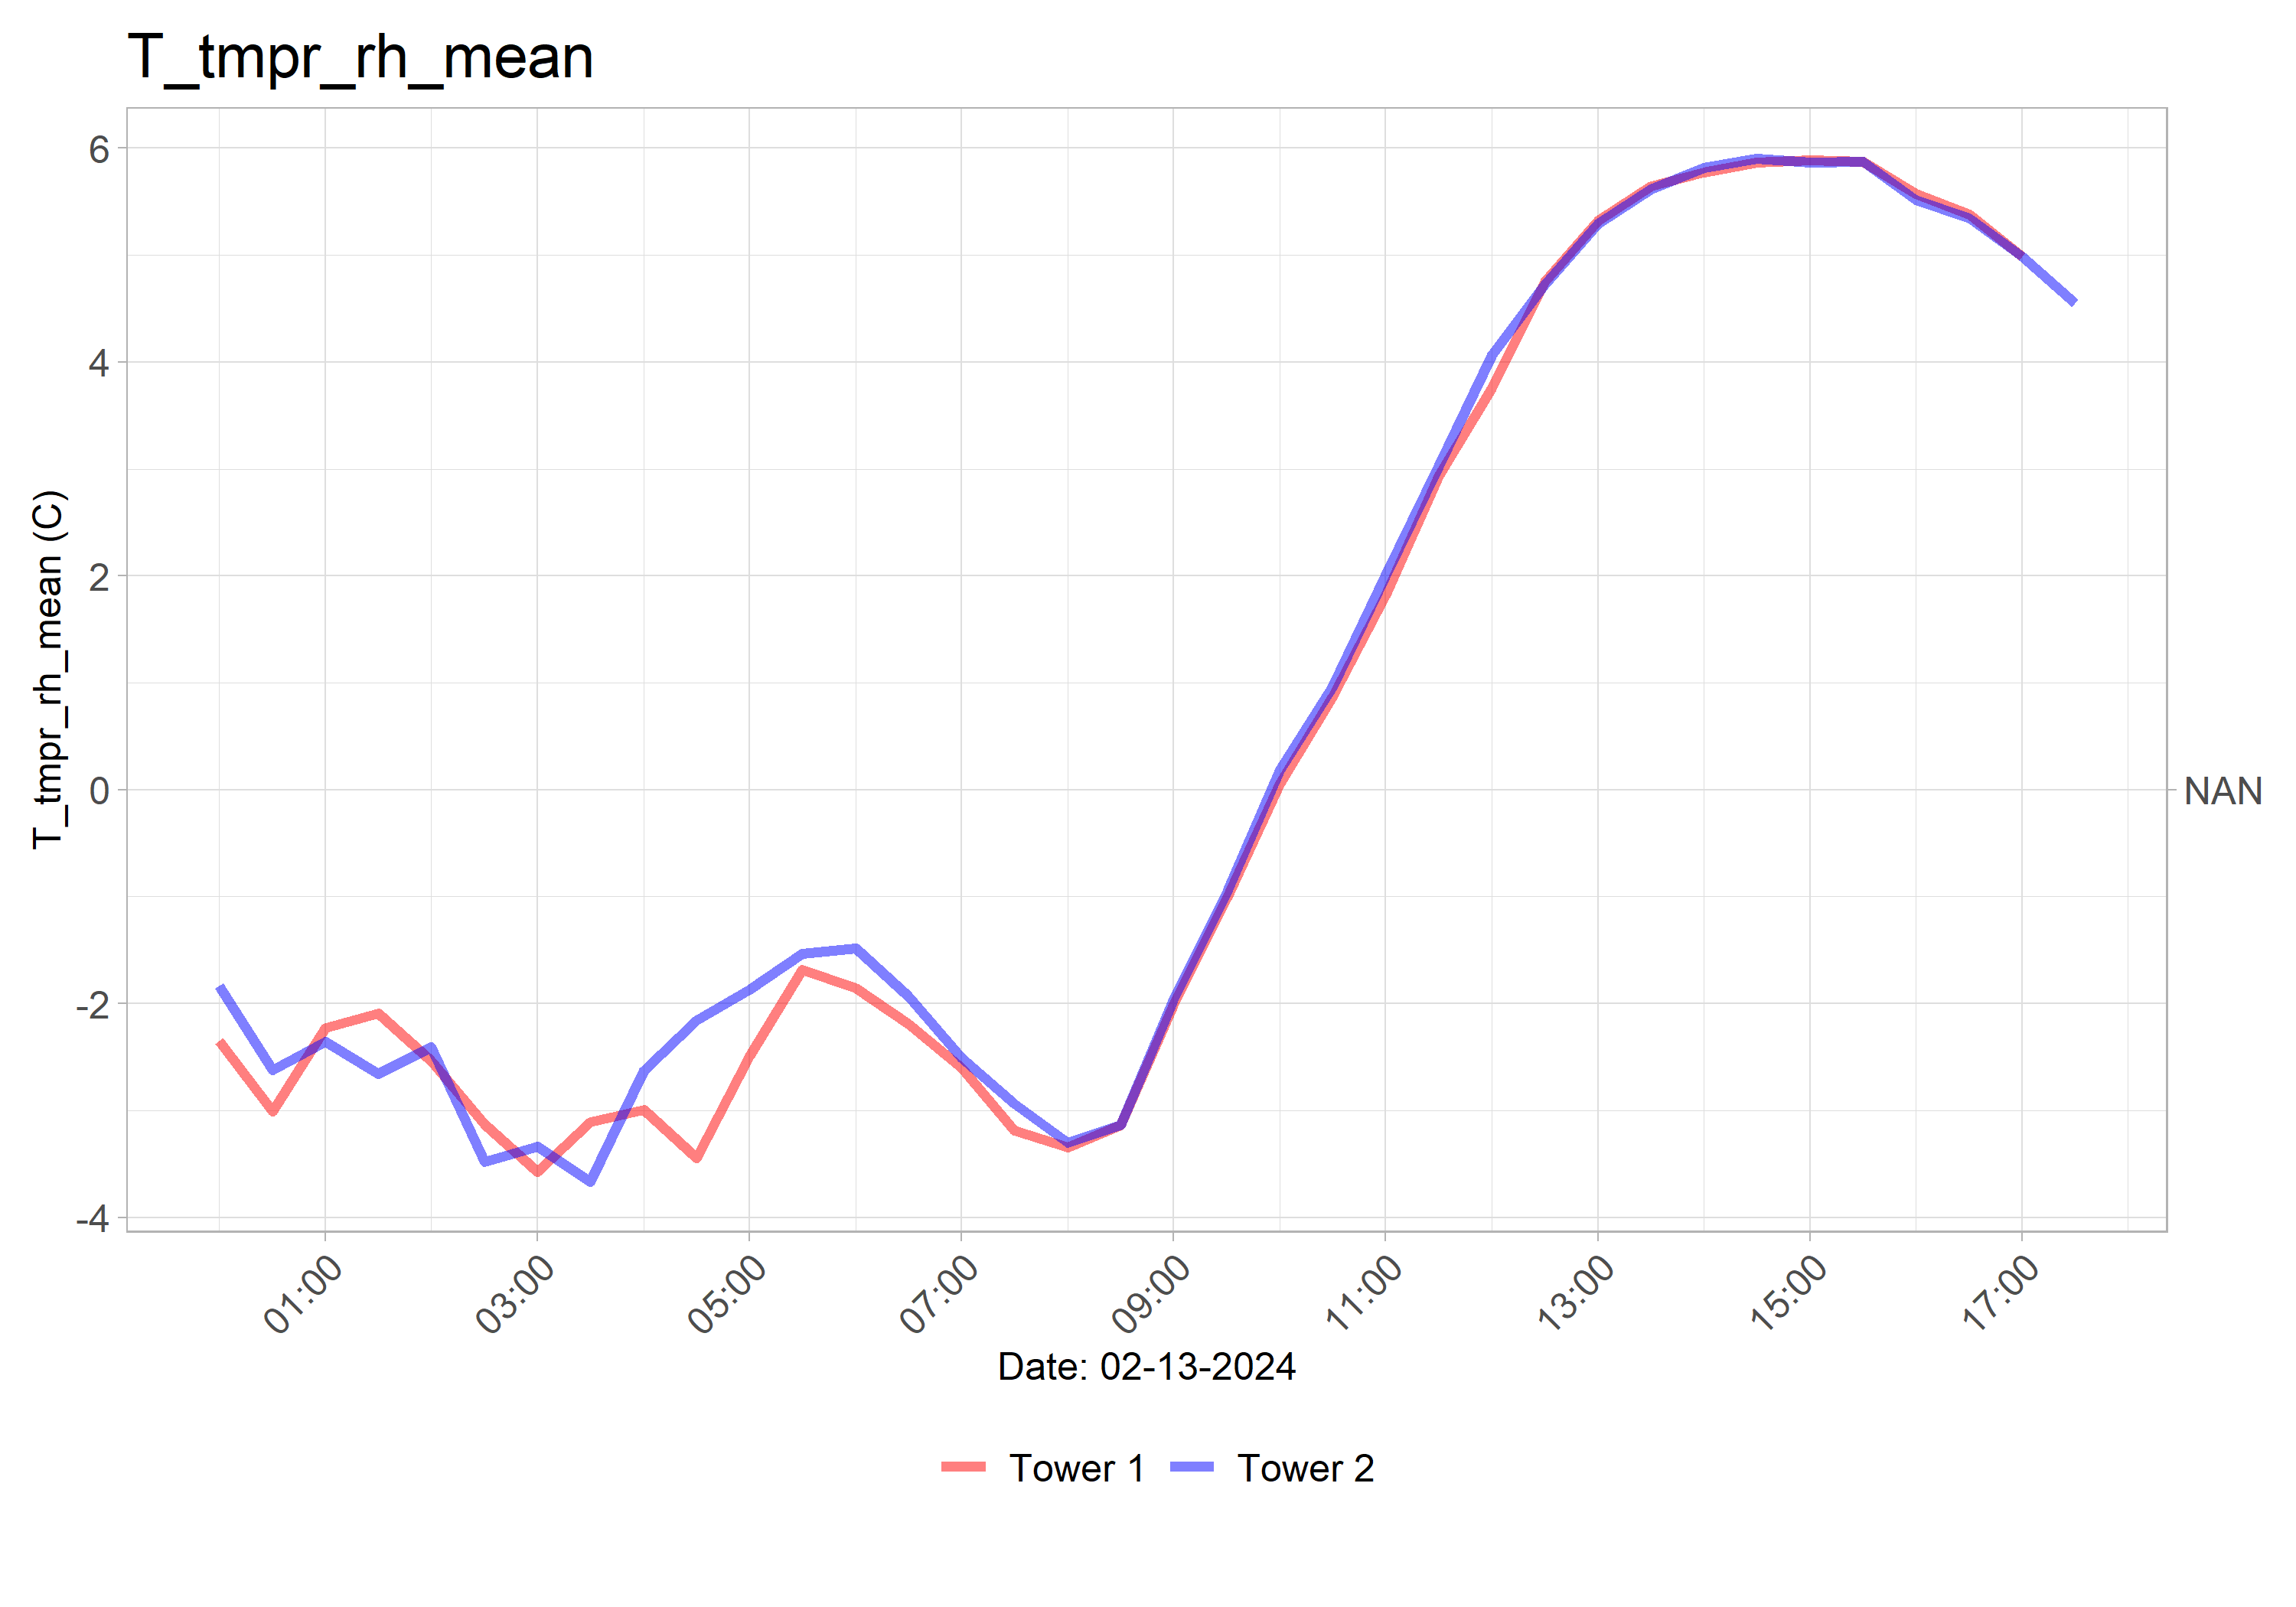 T_tmpr_rh_mean
T_tmpr_rh_mean (C)
6
4
2
0
-2
-4
NAN
01:00
03:00
05:00
07:00
09:00
11:00
13:00
15:00
17:00
Date: 02-13-2024
Tower 1
Tower 2